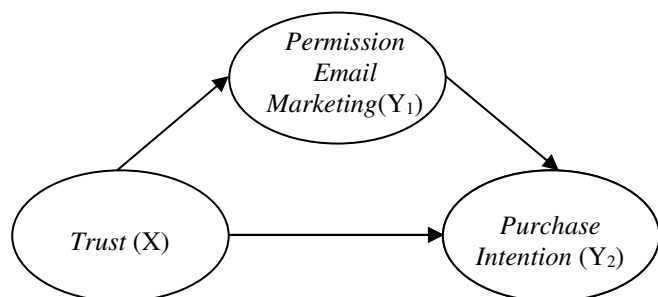 Permission
Email
Marketing(Y₁)
Trust (X)
Purchase
Intention (Y₂)